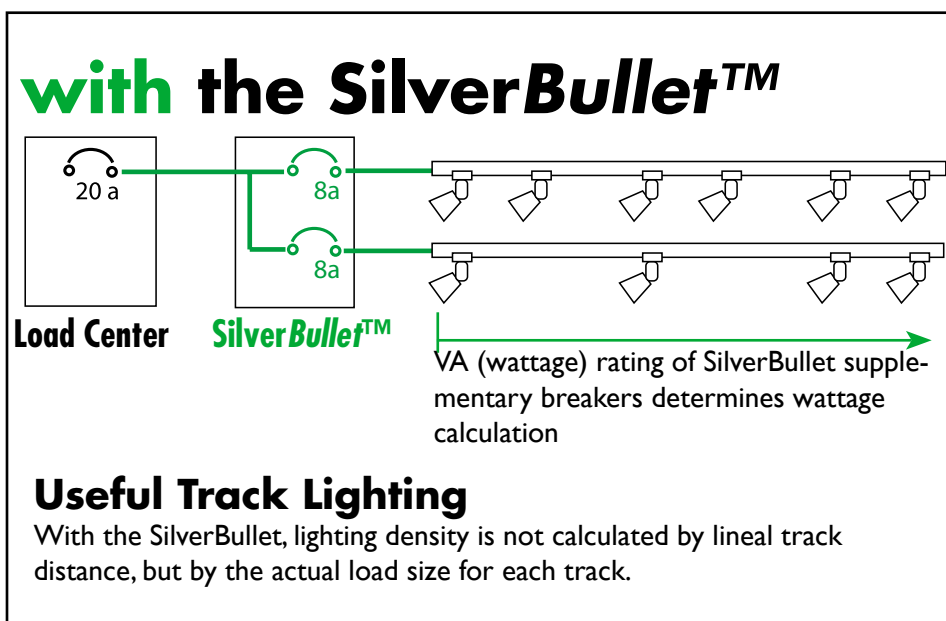 with the SilverBullet™
20 a
8a
8a
Load Center
SilverBullet™
VA (wattage) rating of SilverBullet supple-
mentary breakers determines wattage
calculation
Useful Track Lighting
With the SilverBullet, lighting density is not calculated by lineal track
distance, but by the actual load size for each track.